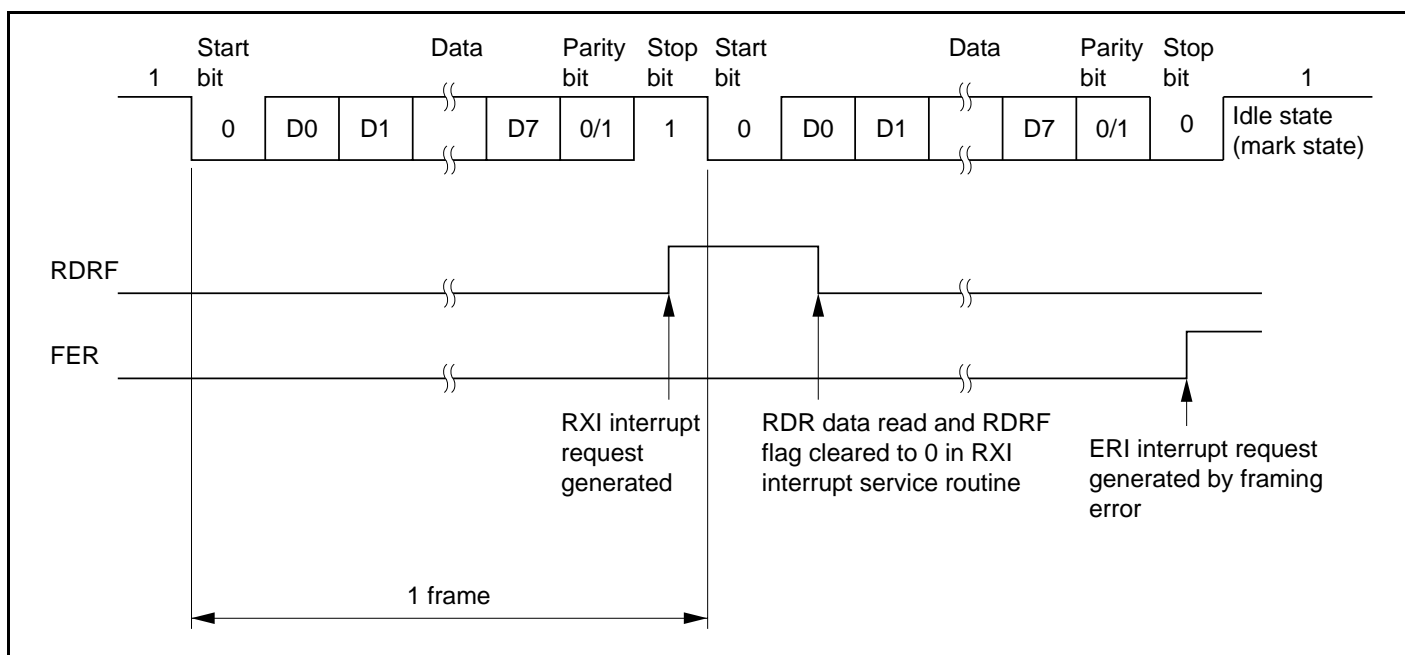 Start bit
Data
Parity bit
Stop bit
Start bit
Data
Parity bit
Stop bit
1
1
0
D0
D1
D7
0/1
1
0
D0
D1
D7
0/1
0
Idle state
(mark state)
RDRF
FER
RXI interrupt
request
generated
RDR data read and RDRF
flag cleared to 0 in RXI
interrupt service routine
ERI interrupt request
generated by framing
error
1 frame